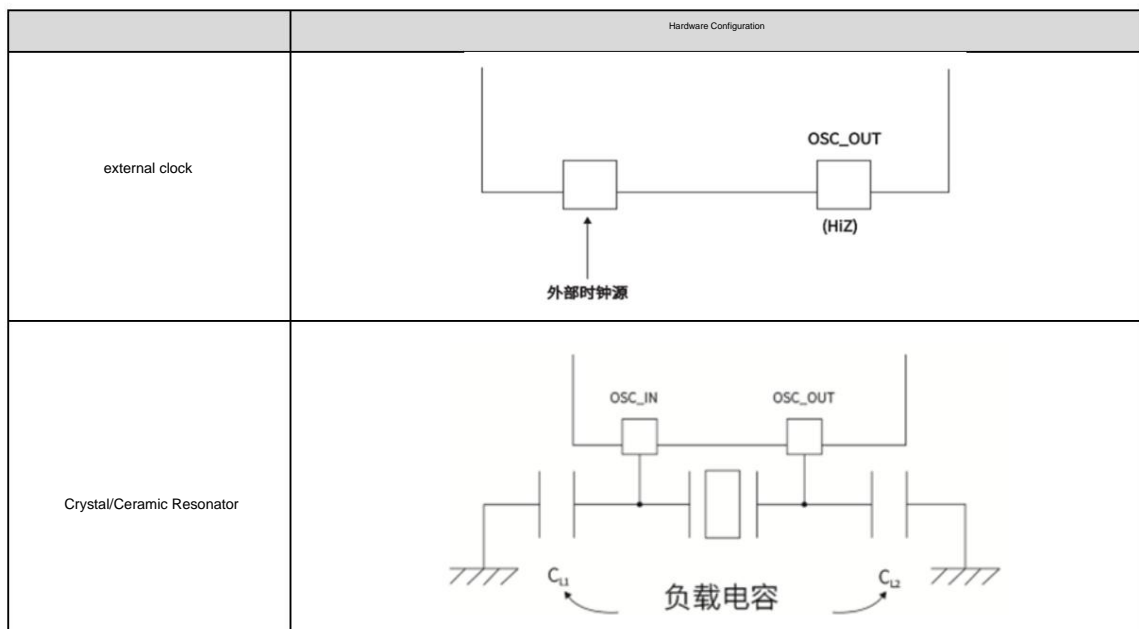 Hardware Configuration
external clock
OSC_OUT
(HiZ)
外部时钟源
Crystal/Ceramic Resonator
OSC_IN
OSC_OUT
CL1
CL2
负载电容